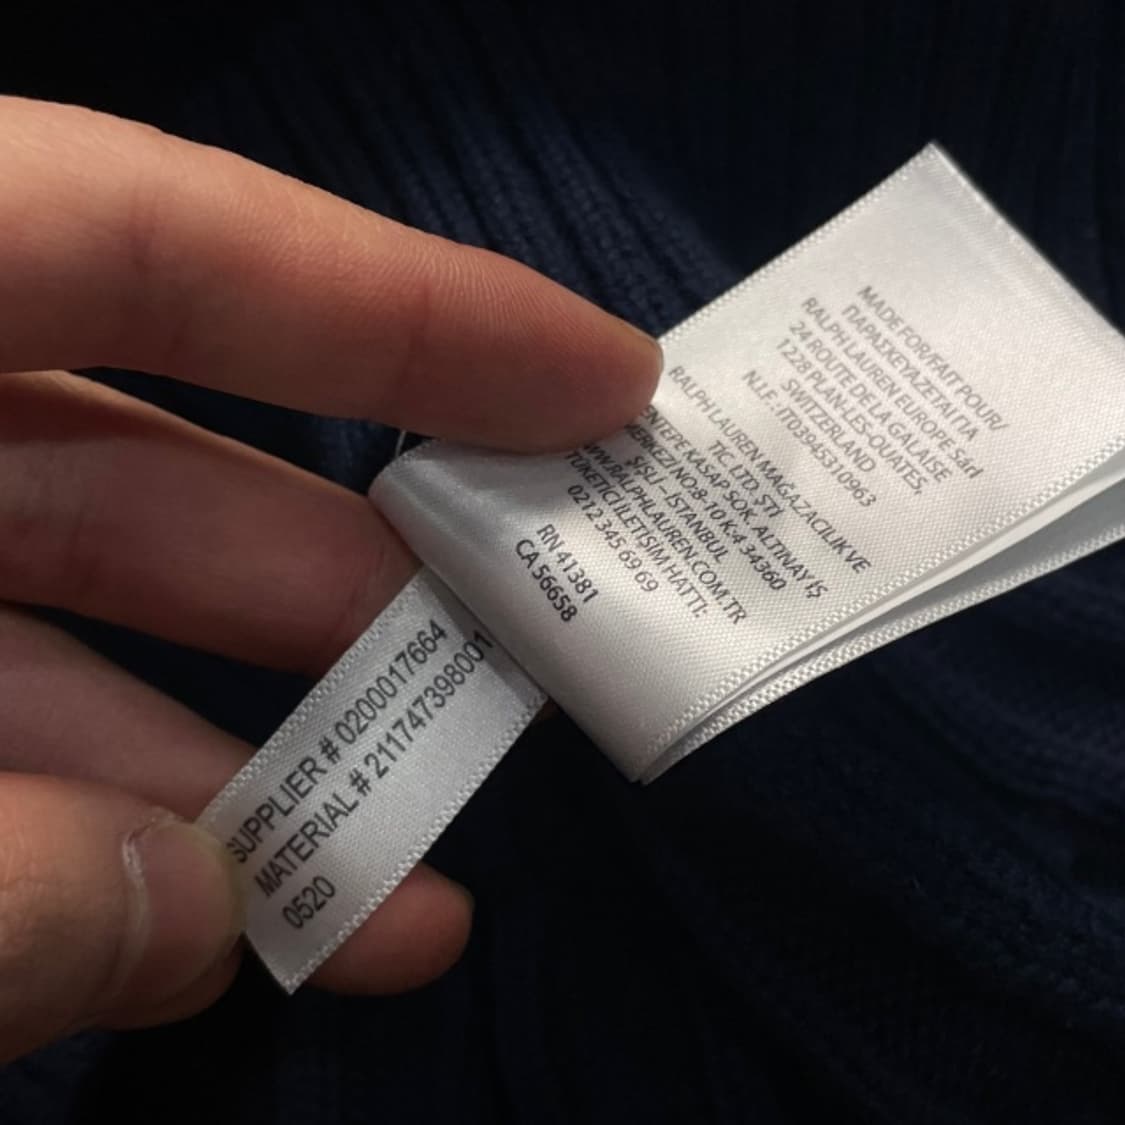 MADE FOR/FAIT POUR/
ΠΑΡΑΣΚΕΥΑΖΕΤΑΙ ΓΙΑ
RALPH LAUREN EUROPE Sàrl
24 ROUTE DE LA GALAISE
1228 PLAN-LES-OUATES,
SWITZERLAND
N.I.F.: IT03945310963
RALPH LAUREN MAĞAZACILIK VE
TİC. LTD. ŞTİ
KASAP SOK. ALTINAY İŞ
MERKEZİ NO:8-10 K:4 34360
ŞİŞLİ – İSTANBUL
WWW.RALPHLAUREN.COM.TR
TÜKETİCİ İLETİŞİM HATTI:
0212 345 69 69
RN 41381
CA 56658
SUPPLIER # 0200017664
MATERIAL # 211747398001
0520